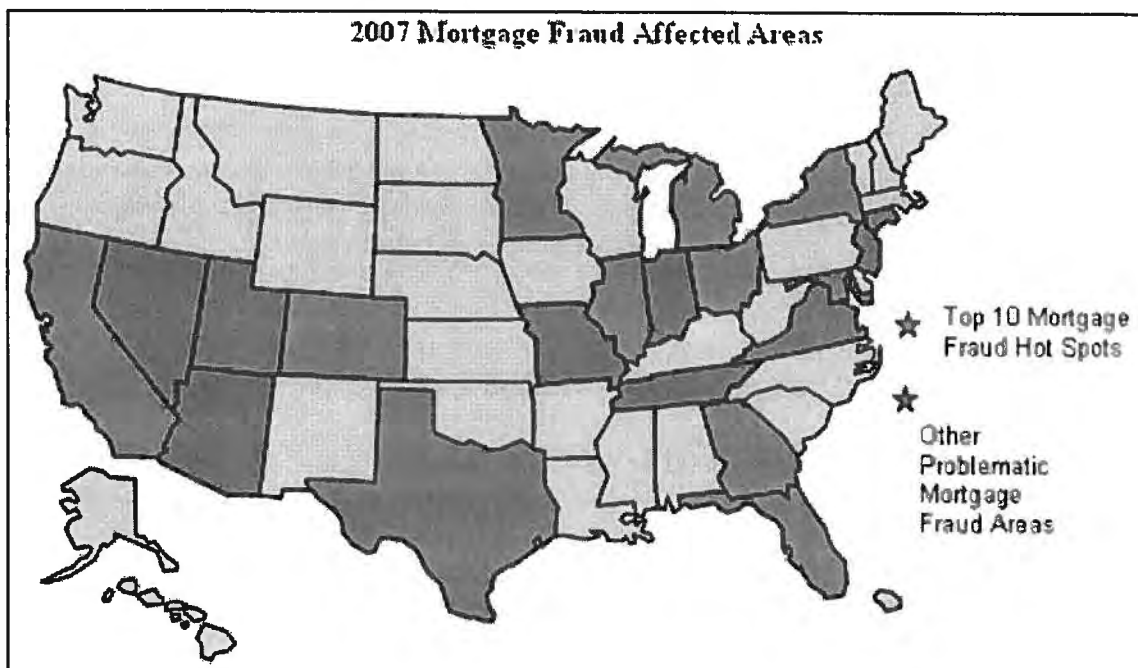 2007 Mortgage Fraud Affected Areas
Top 10 Mortgage
Fraud Hot Spots
Other
Problematic
Mortgage
Fraud Areas